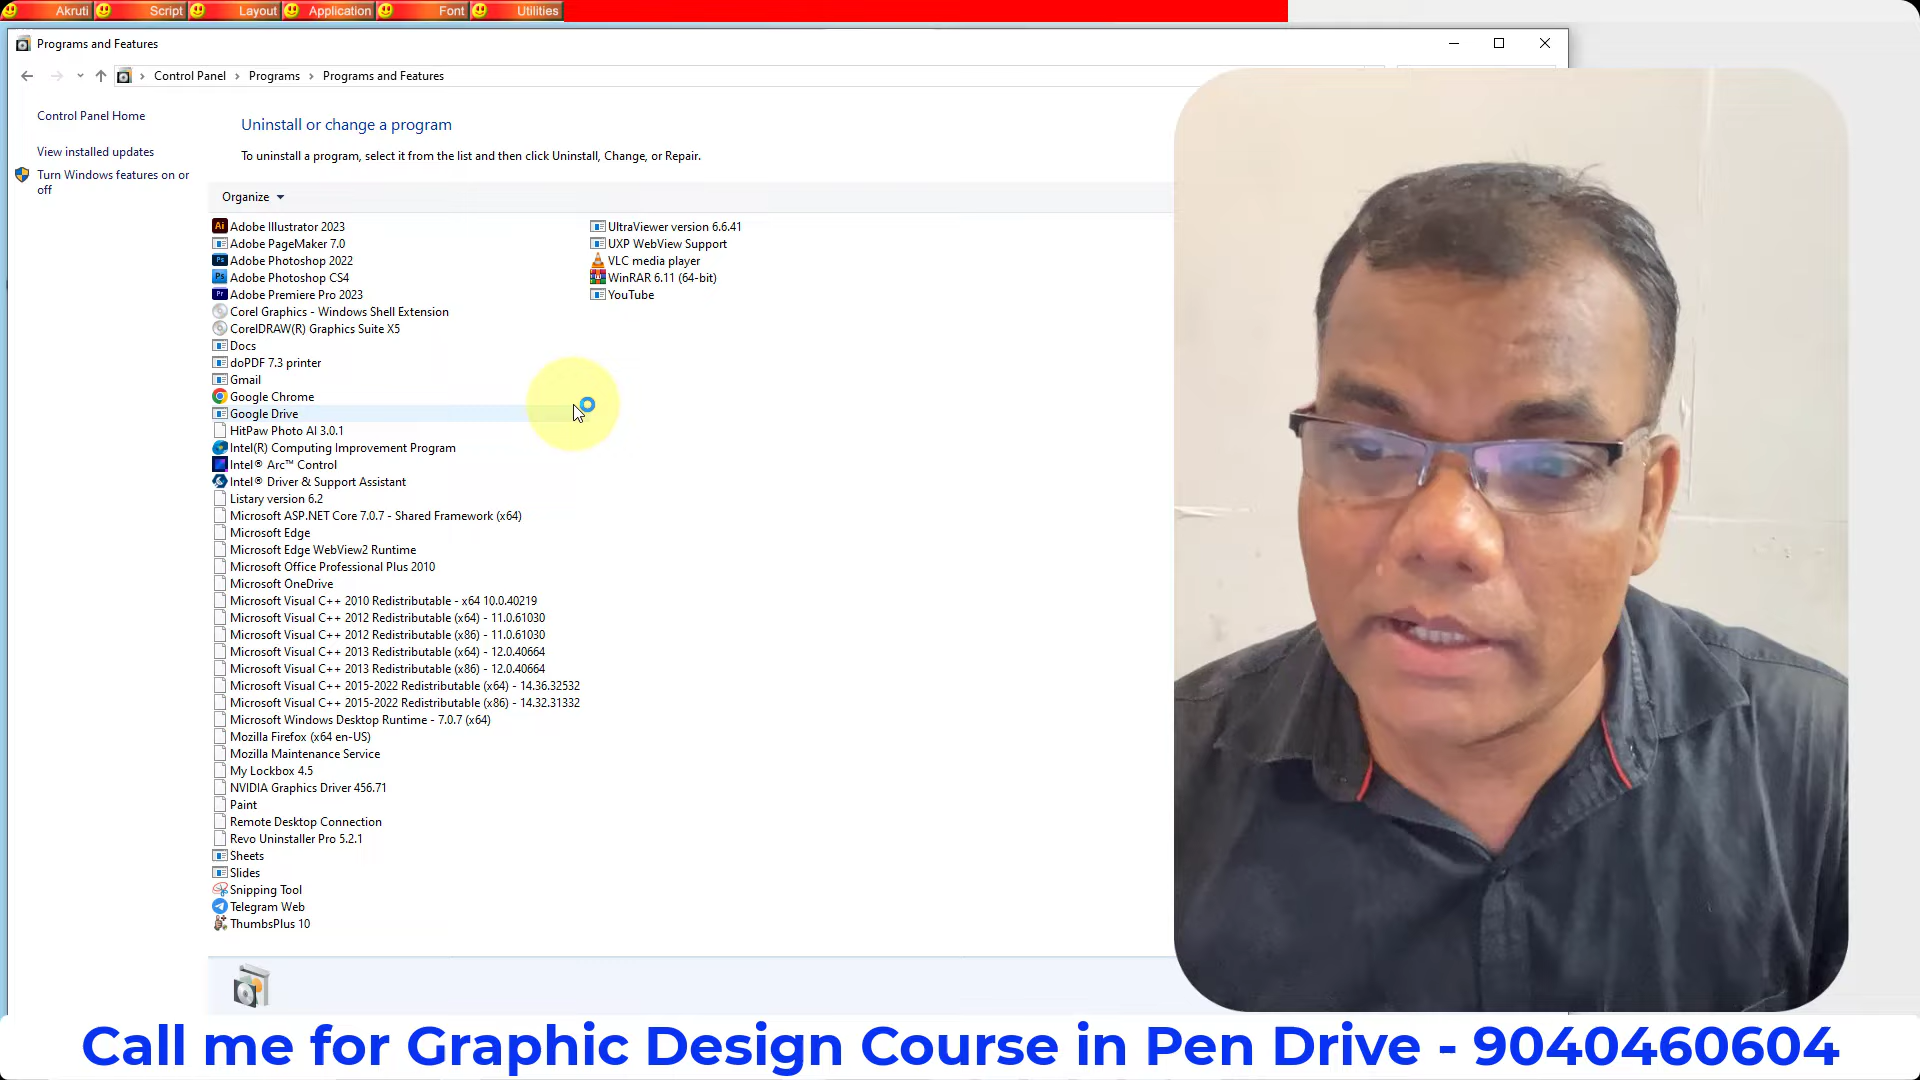 Akruti Script Layout Application Font Utilities
Programs and Features
Control Panel > Programs > Programs and Features
Control Panel Home
View installed updates
Turn Windows features on or
off
Uninstall or change a program
To uninstall a program, select it from the list and then click Uninstall, Change, or Repair.
Organize
Ai Adobe Illustrator 2023
Adobe PageMaker 7.0
Ps Adobe Photoshop 2022
Ps Adobe Photoshop CS4
Pr Adobe Premiere Pro 2023
Corel Graphics - Windows Shell Extension
CorelDRAW(R) Graphics Suite X5
Docs
doPDF 7.3 printer
Gmail
Google Chrome
Google Drive
HitPaw Photo AI 3.0.1
Intel(R) Computing Improvement Program
Intel® Arc™ Control
Intel® Driver & Support Assistant
Listary version 6.2
Microsoft ASP.NET Core 7.0.7 - Shared Framework (x64)
Microsoft Edge
Microsoft Edge WebView2 Runtime
Microsoft Office Professional Plus 2010
Microsoft OneDrive
Microsoft Visual C++ 2010 Redistributable - x64 10.0.40219
Microsoft Visual C++ 2012 Redistributable (x64) - 11.0.61030
Microsoft Visual C++ 2012 Redistributable (x86) - 11.0.61030
Microsoft Visual C++ 2013 Redistributable (x64) - 12.0.40664
Microsoft Visual C++ 2013 Redistributable (x86) - 12.0.40664
Microsoft Visual C++ 2015-2022 Redistributable (x64) - 14.36.32532
Microsoft Visual C++ 2015-2022 Redistributable (x86) - 14.32.31332
Microsoft Windows Desktop Runtime - 7.0.7 (x64)
Mozilla Firefox (x64 en-US)
Mozilla Maintenance Service
My Lockbox 4.5
NVIDIA Graphics Driver 456.71
Paint
Remote Desktop Connection
Revo Uninstaller Pro 5.2.1
Sheets
Slides
Snipping Tool
Telegram Web
ThumbsPlus 10
UltraViewer version 6.6.41
UXP WebView Support
VLC media player
WinRAR 6.11 (64-bit)
YouTube
Call me for Graphic Design Course in Pen Drive - 9040460604